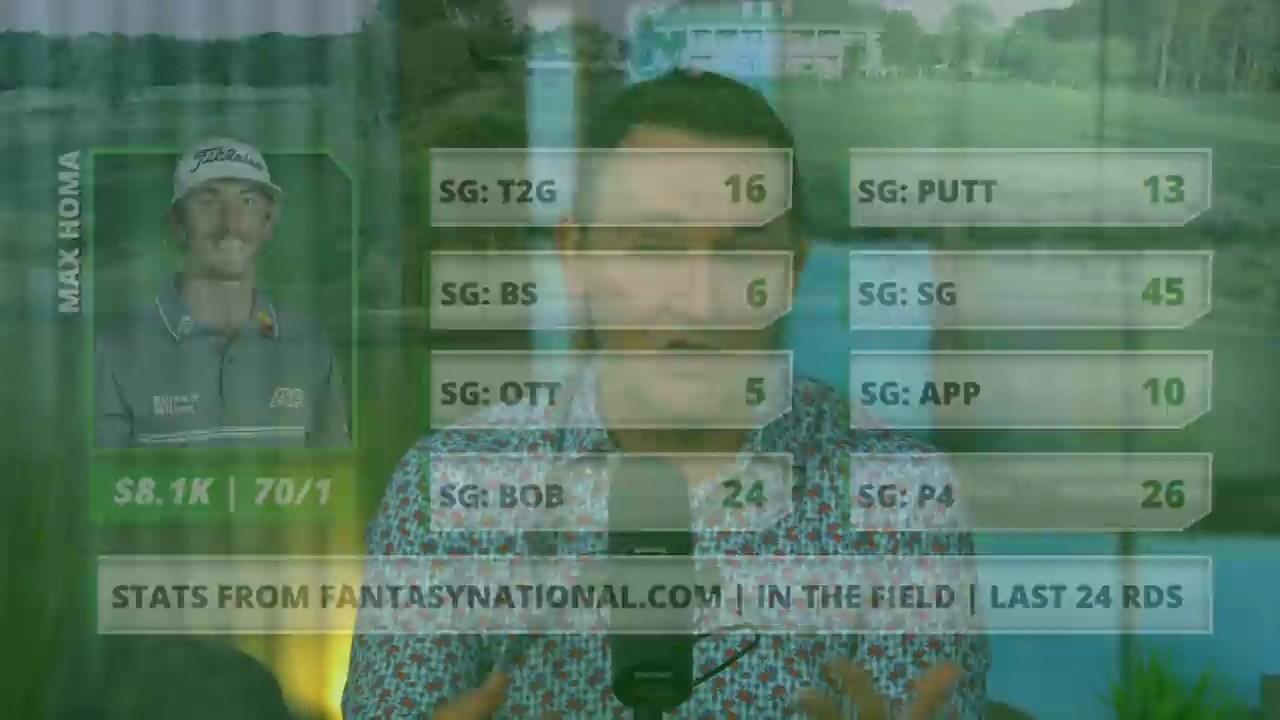 MAX HOMA
Titleist
$8.1K | 70/1
SG: T2G 16
SG: BS 6
SG: OTT 5
SG: BOB 24
SG: PUTT 13
SG: SG 45
SG: APP 10
SG: P4 26
STATS FROM FANTASYNATIONAL.COM | IN THE FIELD | LAST 24 RDS